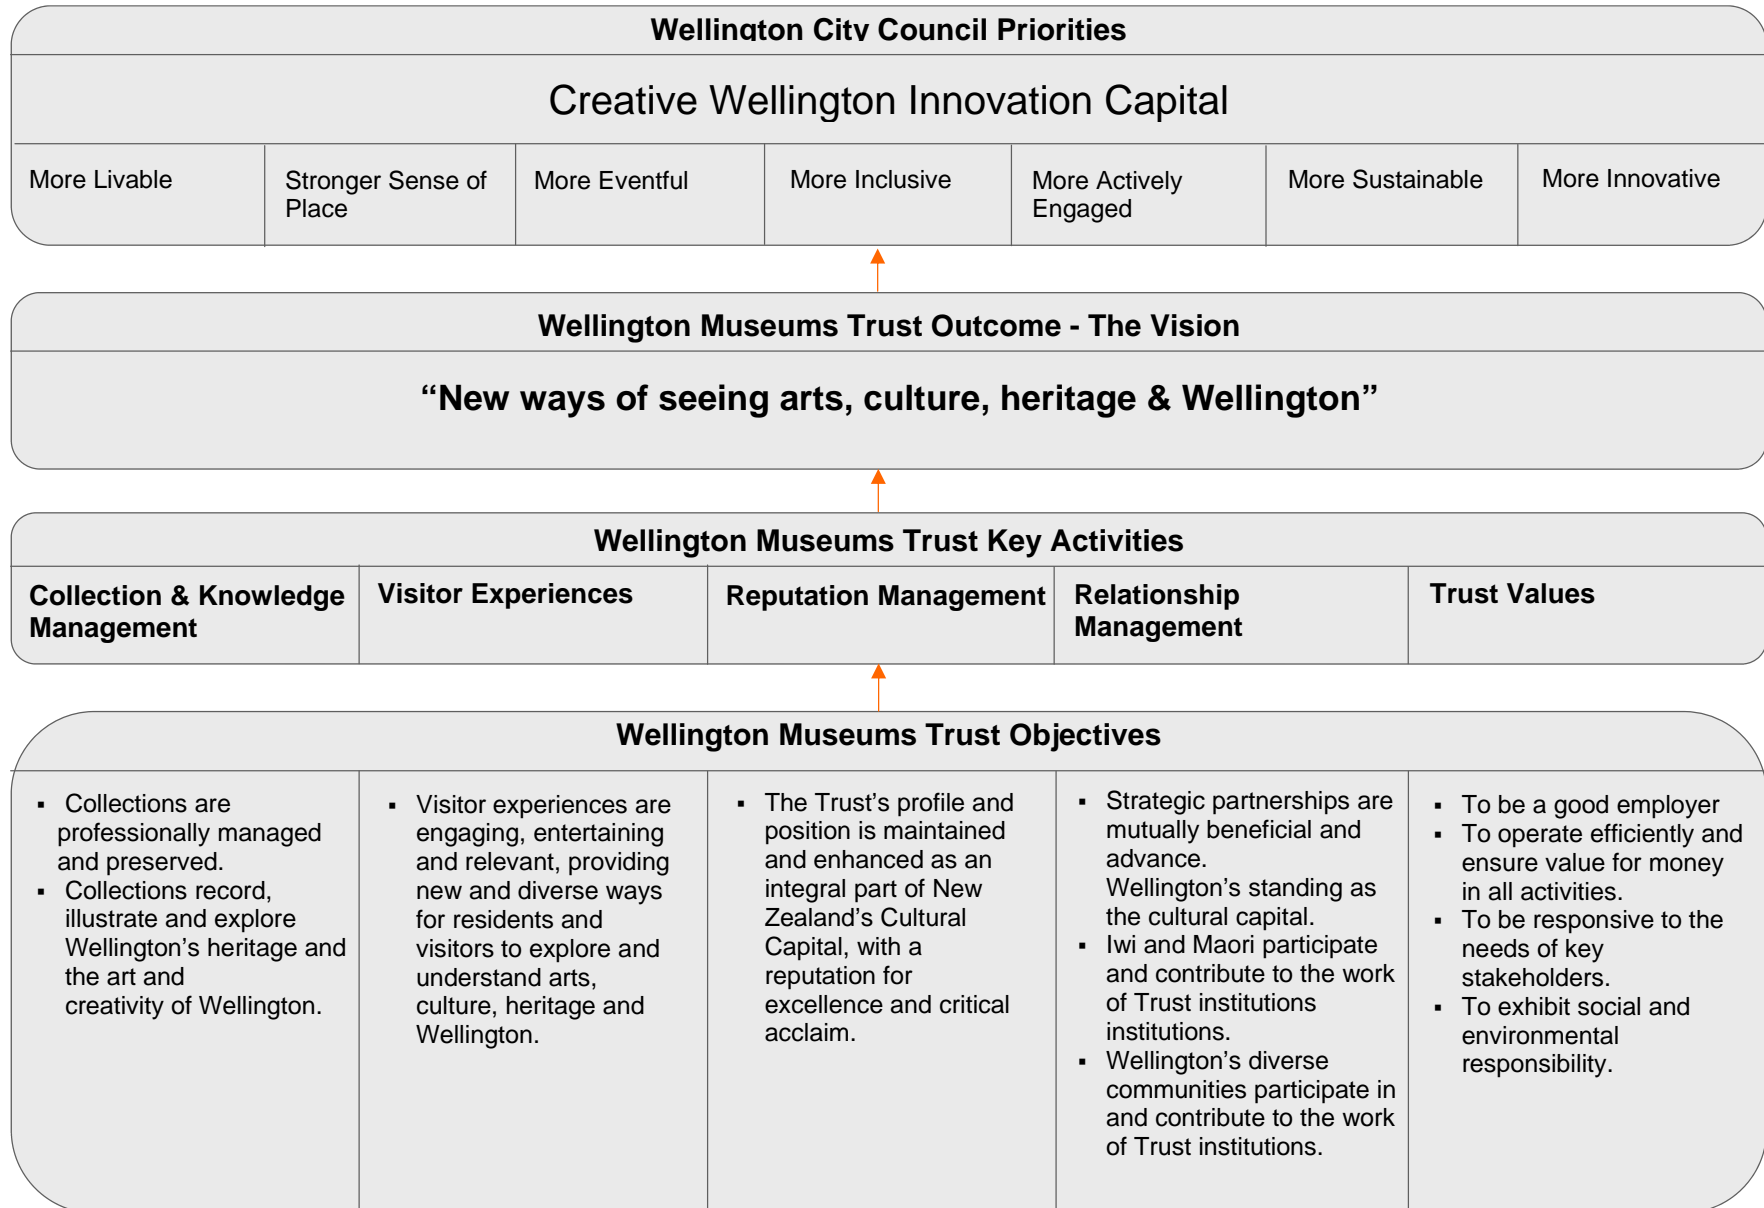 Wellington City Council Priorities
Creative Wellington Innovation Capital
More Livable
Stronger Sense of
Place
More Eventful
More Inclusive
More Actively
Engaged
More Sustainable
More Innovative
Wellington Museums Trust Outcome - The Vision
“New ways of seeing arts, culture, heritage & Wellington”
Wellington Museums Trust Key Activities
Collection & Knowledge
Management
Visitor Experiences
Reputation Management
Relationship
Management
Trust Values
Wellington Museums Trust Objectives
▪ Collections are
professionally managed
and preserved.
▪ Collections record,
illustrate and explore
Wellington’s heritage and
the art and
creativity of Wellington.
▪ Visitor experiences are
engaging, entertaining
and relevant, providing
new and diverse ways
for residents and
visitors to explore and
understand arts,
culture, heritage and
Wellington.
▪ The Trust’s profile and
position is maintained
and enhanced as an
integral part of New
Zealand’s Cultural
Capital, with a
reputation for
excellence and critical
acclaim.
▪ Strategic partnerships are
mutually beneficial and
advance.
Wellington’s standing as
the cultural capital.
▪ Iwi and Maori participate
and contribute to the work
of Trust institutions
institutions.
▪ Wellington’s diverse
communities participate in
and contribute to the work
of Trust institutions.
▪ To be a good employer
▪ To operate efficiently and
ensure value for money
in all activities.
▪ To be responsive to the
needs of key
stakeholders.
▪ To exhibit social and
environmental
responsibility.